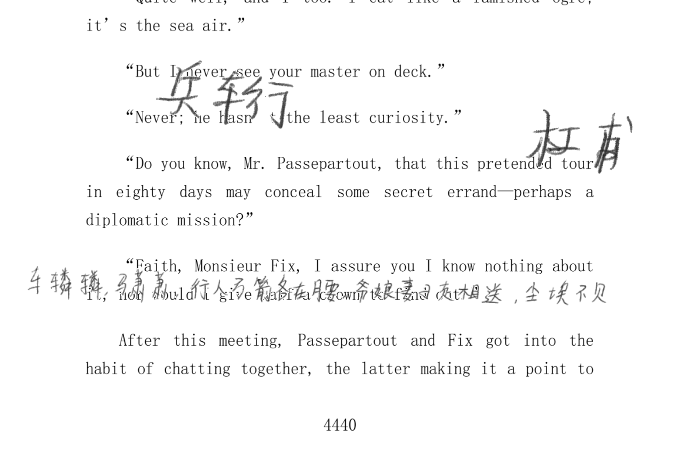 “Quite well, and I too. I eat like a famished ogre;
it’s the sea air.”
“But I never see your master on deck.”
兵车行
“Never; he hasn’t the least curiosity.”
杜甫
“Do you know, Mr. Passepartout, that this pretended tour
in eighty days may conceal some secret errand—perhaps a
diplomatic mission?”
“Faith, Monsieur Fix, I assure you I know nothing about
车辚辚,马萧萧,行人弓箭各在腰,爷娘妻子走相送,尘埃不见
it, nor would I give half a crown to find out.”
After this meeting, Passepartout and Fix got into the
habit of chatting together, the latter making it a point to
4440